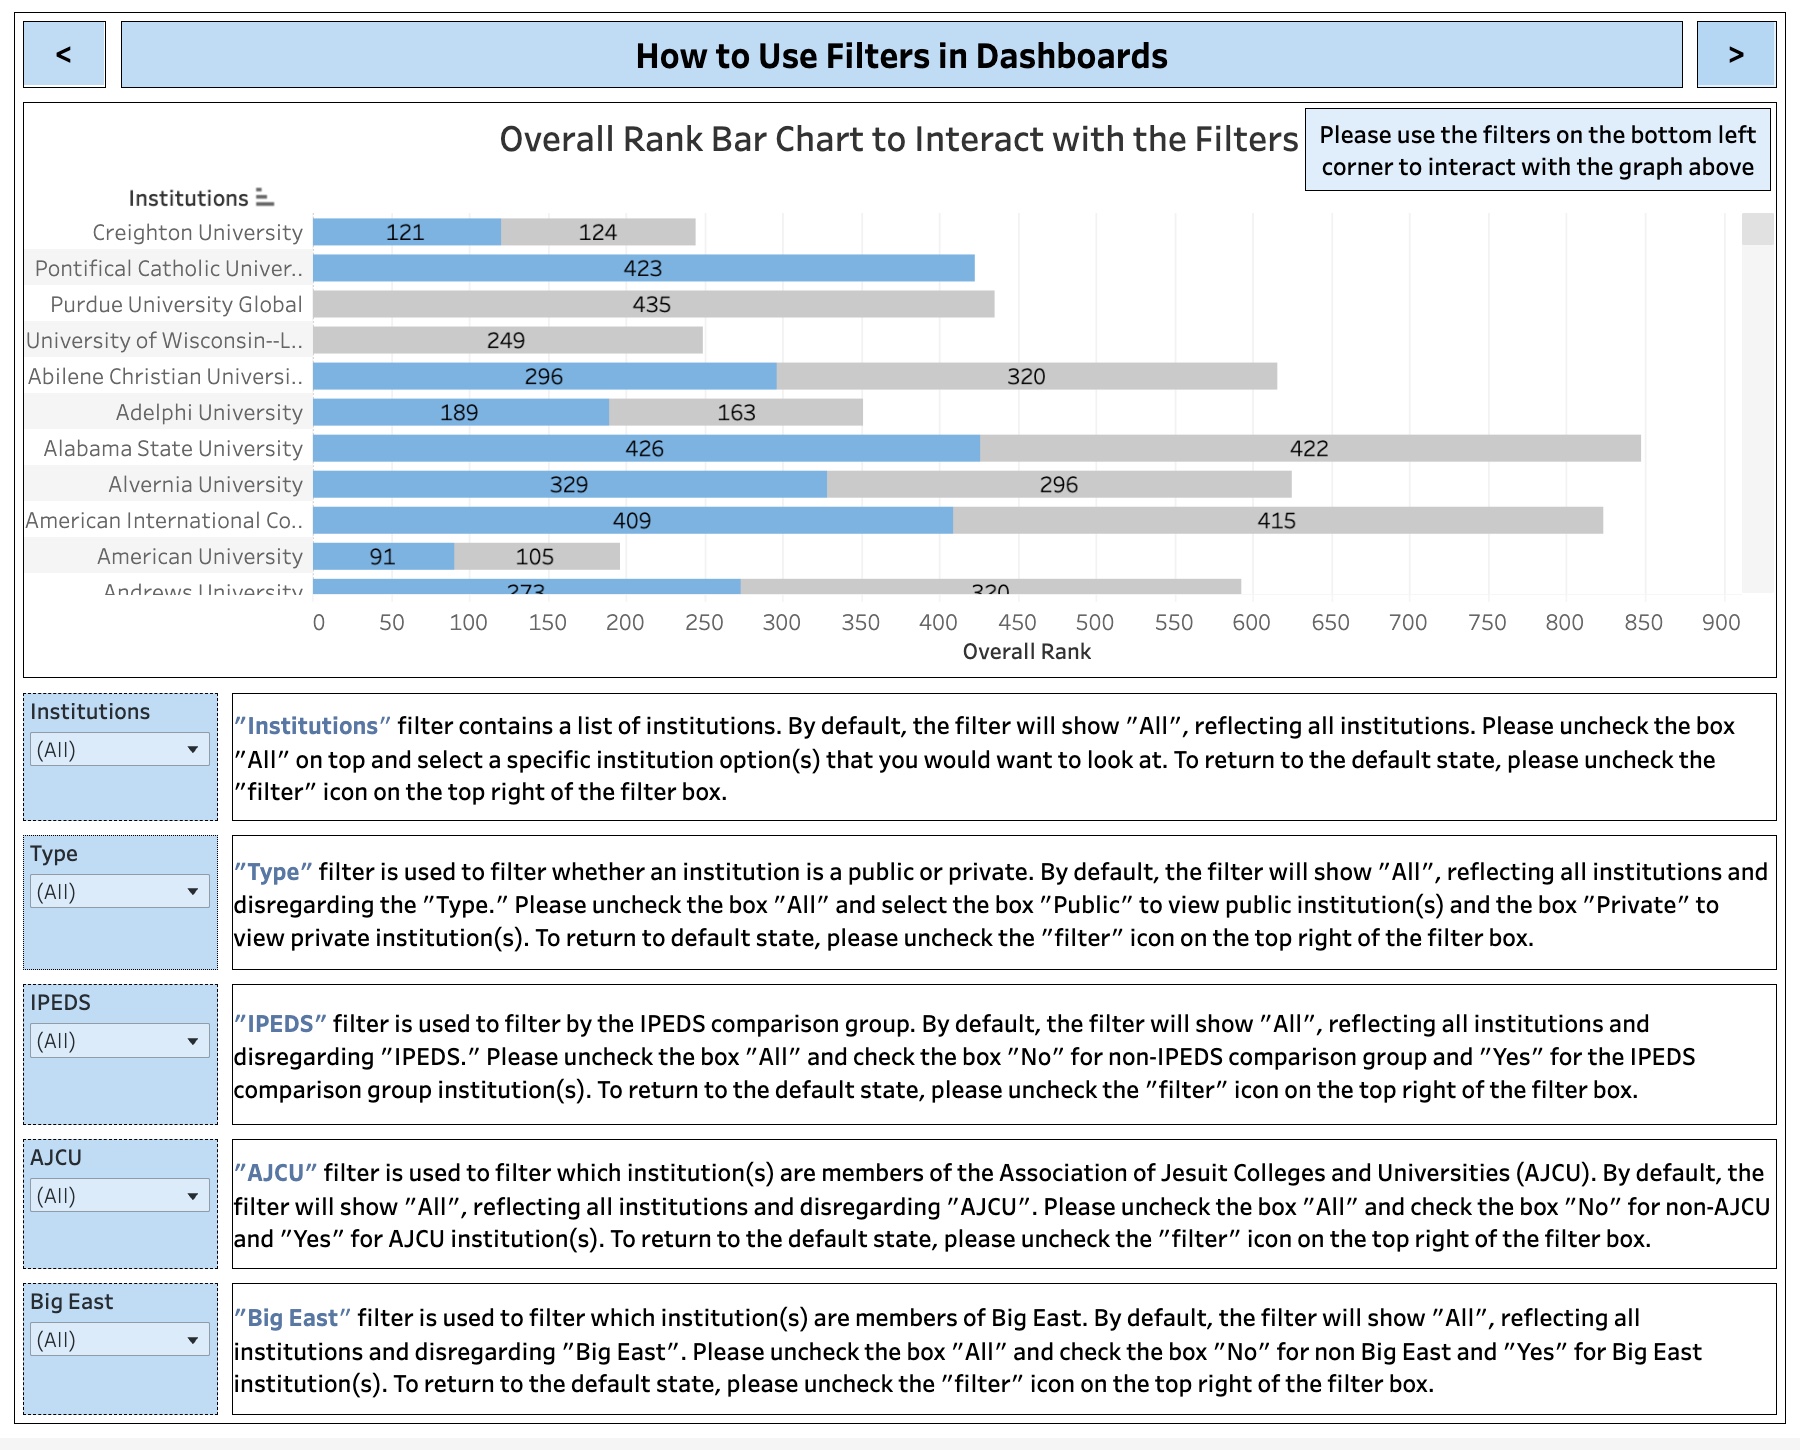 <
How to Use Filters in Dashboards
>
Overall Rank Bar Chart to Interact with the Filters
Please use the filters on the bottom left
corner to interact with the graph above
Institutions
Creighton University 121 124
Pontifical Catholic Univer.. 423
Purdue University Global 435
University of Wisconsin--L.. 249
Abilene Christian Universi.. 296 320
Adelphi University 189 163
Alabama State University 426 422
Alvernia University 329 296
American International Co.. 409 415
American University 91 105
Andrews University 273 320
0 50 100 150 200 250 300 350 400 450 500 550 600 650 700 750 800 850 900
Overall Rank
Institutions
(All)
"Institutions" filter contains a list of institutions. By default, the filter will show "All", reflecting all institutions. Please uncheck the box
"All" on top and select a specific institution option(s) that you would want to look at. To return to the default state, please uncheck the
"filter" icon on the top right of the filter box.
Type
(All)
"Type" filter is used to filter whether an institution is a public or private. By default, the filter will show "All", reflecting all institutions and
disregarding the "Type." Please uncheck the box "All" and select the box "Public" to view public institution(s) and the box "Private" to
view private institution(s). To return to default state, please uncheck the "filter" icon on the top right of the filter box.
IPEDS
(All)
"IPEDS" filter is used to filter by the IPEDS comparison group. By default, the filter will show "All", reflecting all institutions and
disregarding "IPEDS." Please uncheck the box "All" and check the box "No" for non-IPEDS comparison group and "Yes" for the IPEDS
comparison group institution(s). To return to the default state, please uncheck the "filter" icon on the top right of the filter box.
AJCU
(All)
"AJCU" filter is used to filter which institution(s) are members of the Association of Jesuit Colleges and Universities (AJCU). By default, the
filter will show "All", reflecting all institutions and disregarding "AJCU". Please uncheck the box "All" and check the box "No" for non-AJCU
and "Yes" for AJCU institution(s). To return to the default state, please uncheck the "filter" icon on the top right of the filter box.
Big East
(All)
"Big East" filter is used to filter which institution(s) are members of Big East. By default, the filter will show "All", reflecting all
institutions and disregarding "Big East". Please uncheck the box "All" and check the box "No" for non Big East and "Yes" for Big East
institution(s). To return to the default state, please uncheck the "filter" icon on the top right of the filter box.